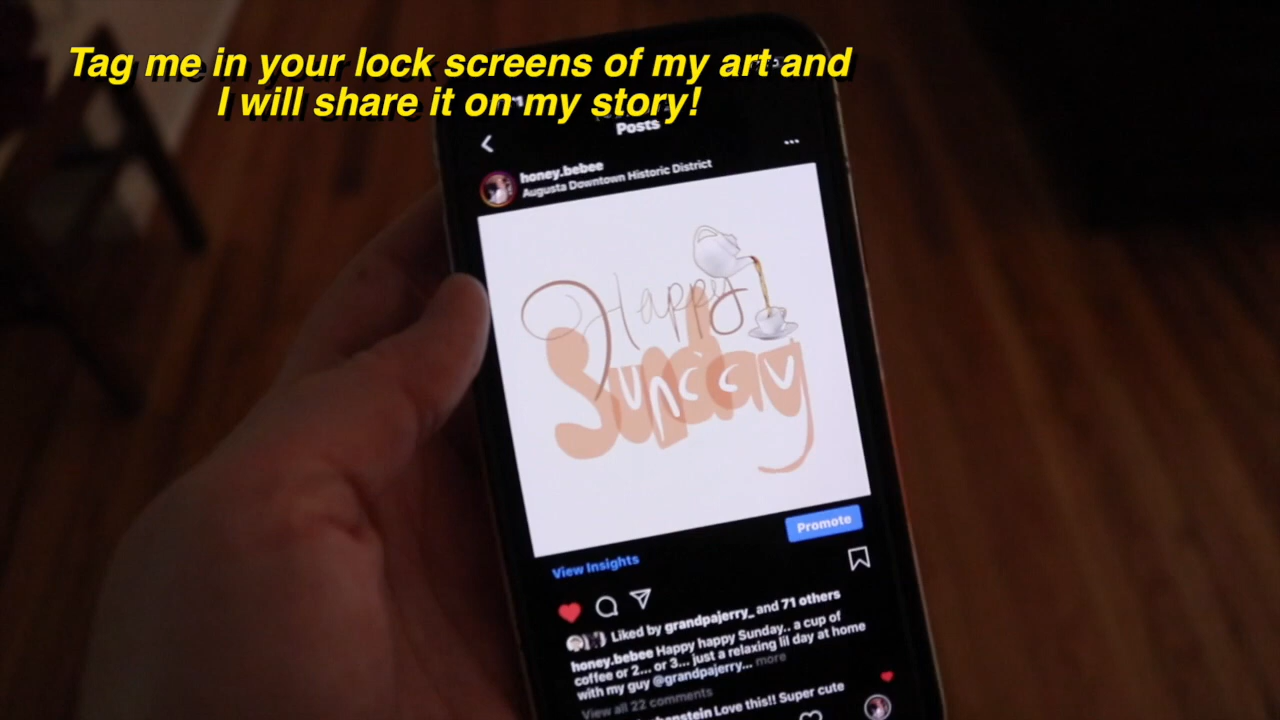 Tag me in your lock screens of my art and
I will share it on my story!
Posts
honey.bebee
Augusta Downtown Historic District
Happy
Sunday
Promote
View Insights
Liked by grandpajerry_ and 71 others
honey.bebee Happy happy Sunday.. a cup of
coffee or 2... or 3... just a relaxing lil day at home
with my guy @grandpajerry... more
View all 22 comments
Love this!! Super cute